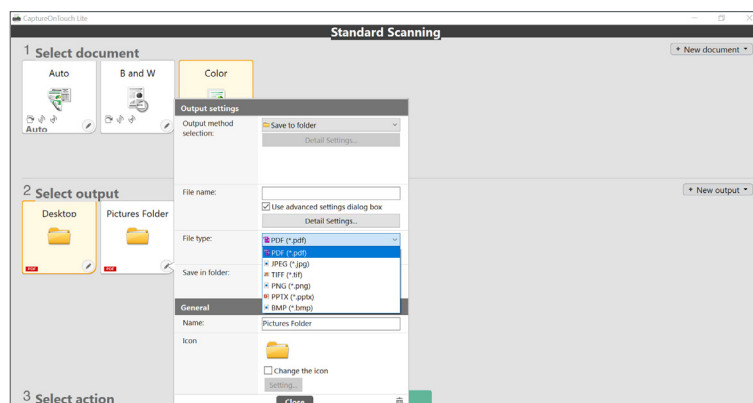 CaptureOnTouch Lite
Standard Scanning
1 Select document
+ New document
Auto
B and W
Color
Auto
Output settings
Output method selection:
Save to folder
Detail Settings...
2 Select output
+ New output
Desktop
Pictures Folder
PDF
PDF
File name:
Use advanced settings dialog box
Detail Settings...
File type:
PDF (*.pdf)
PDF (*.pdf)
JPEG (*.jpg)
TIFF (*.tif)
PNG (*.png)
PPTX (*.pptx)
BMP (*.bmp)
Save in folder:
General
Name:
Pictures Folder
Icon
Change the icon
Setting...
3 Select action
Close